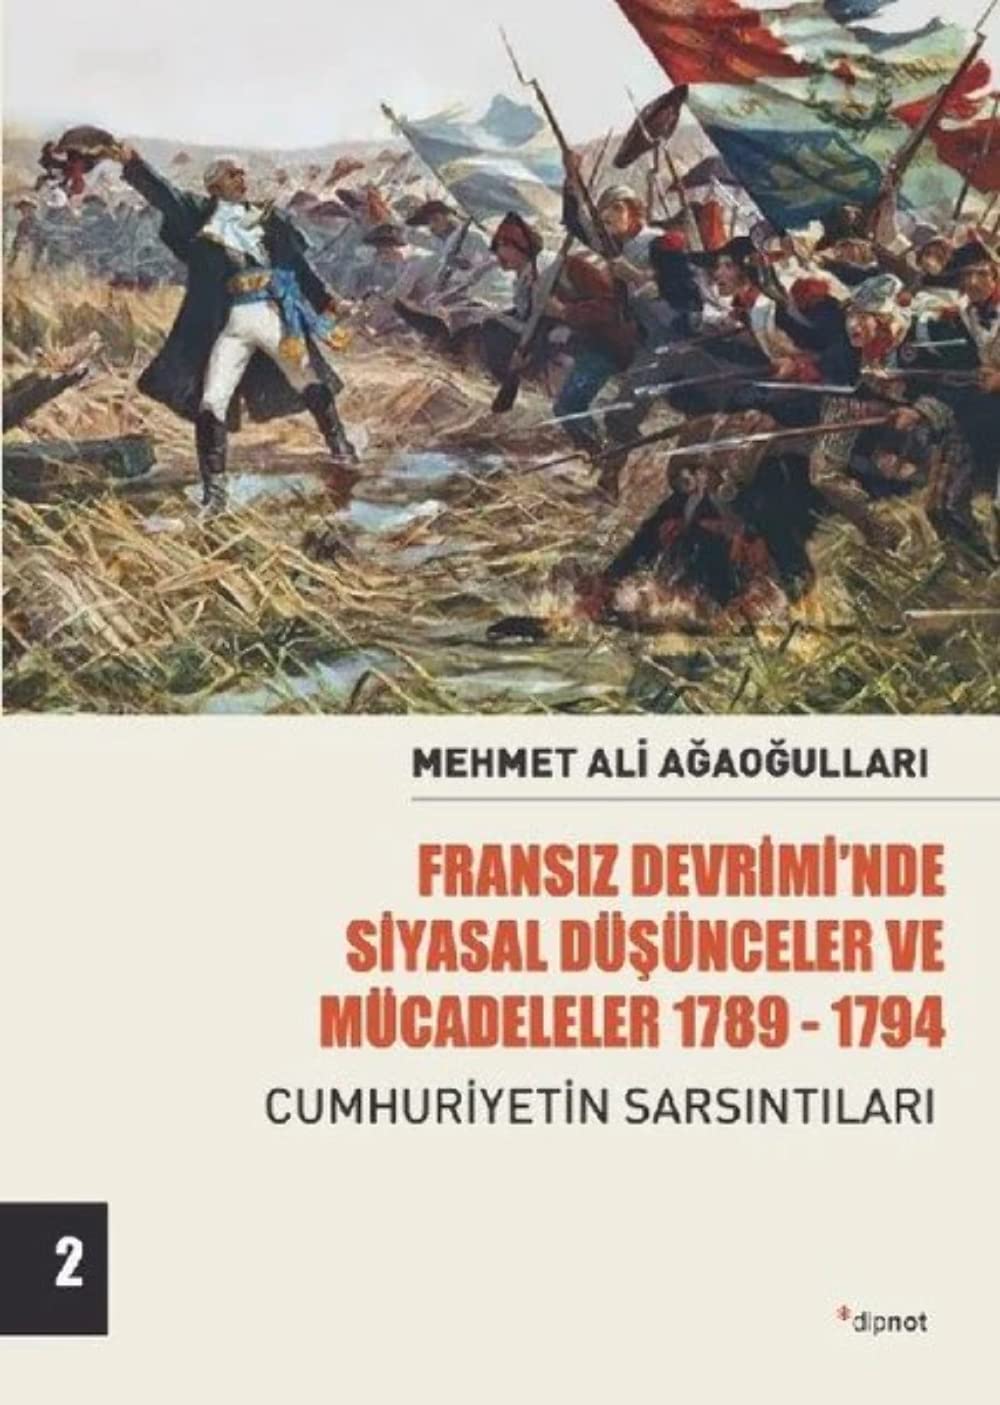 MEHMET ALİ AĞAOĞULLARI
FRANSIZ DEVRİMİ'NDE
SİYASAL DÜŞÜNCELER VE
MÜCADELELER 1789 - 1794
CUMHURİYETİN SARSINTILARI
2
*dipnot